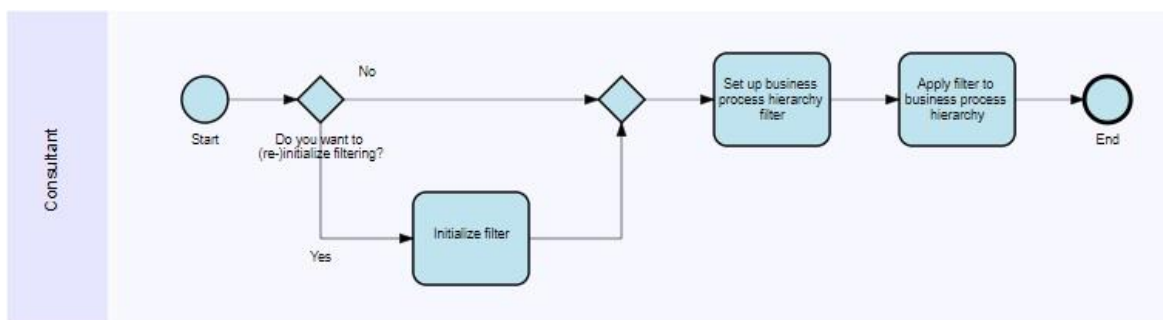 Consultant
Start
Do you want to
(re-)initialize filtering?
No
Yes
Initialize filter
Set up business
process hierarchy
filter
Apply filter to
business process
hierarchy
End